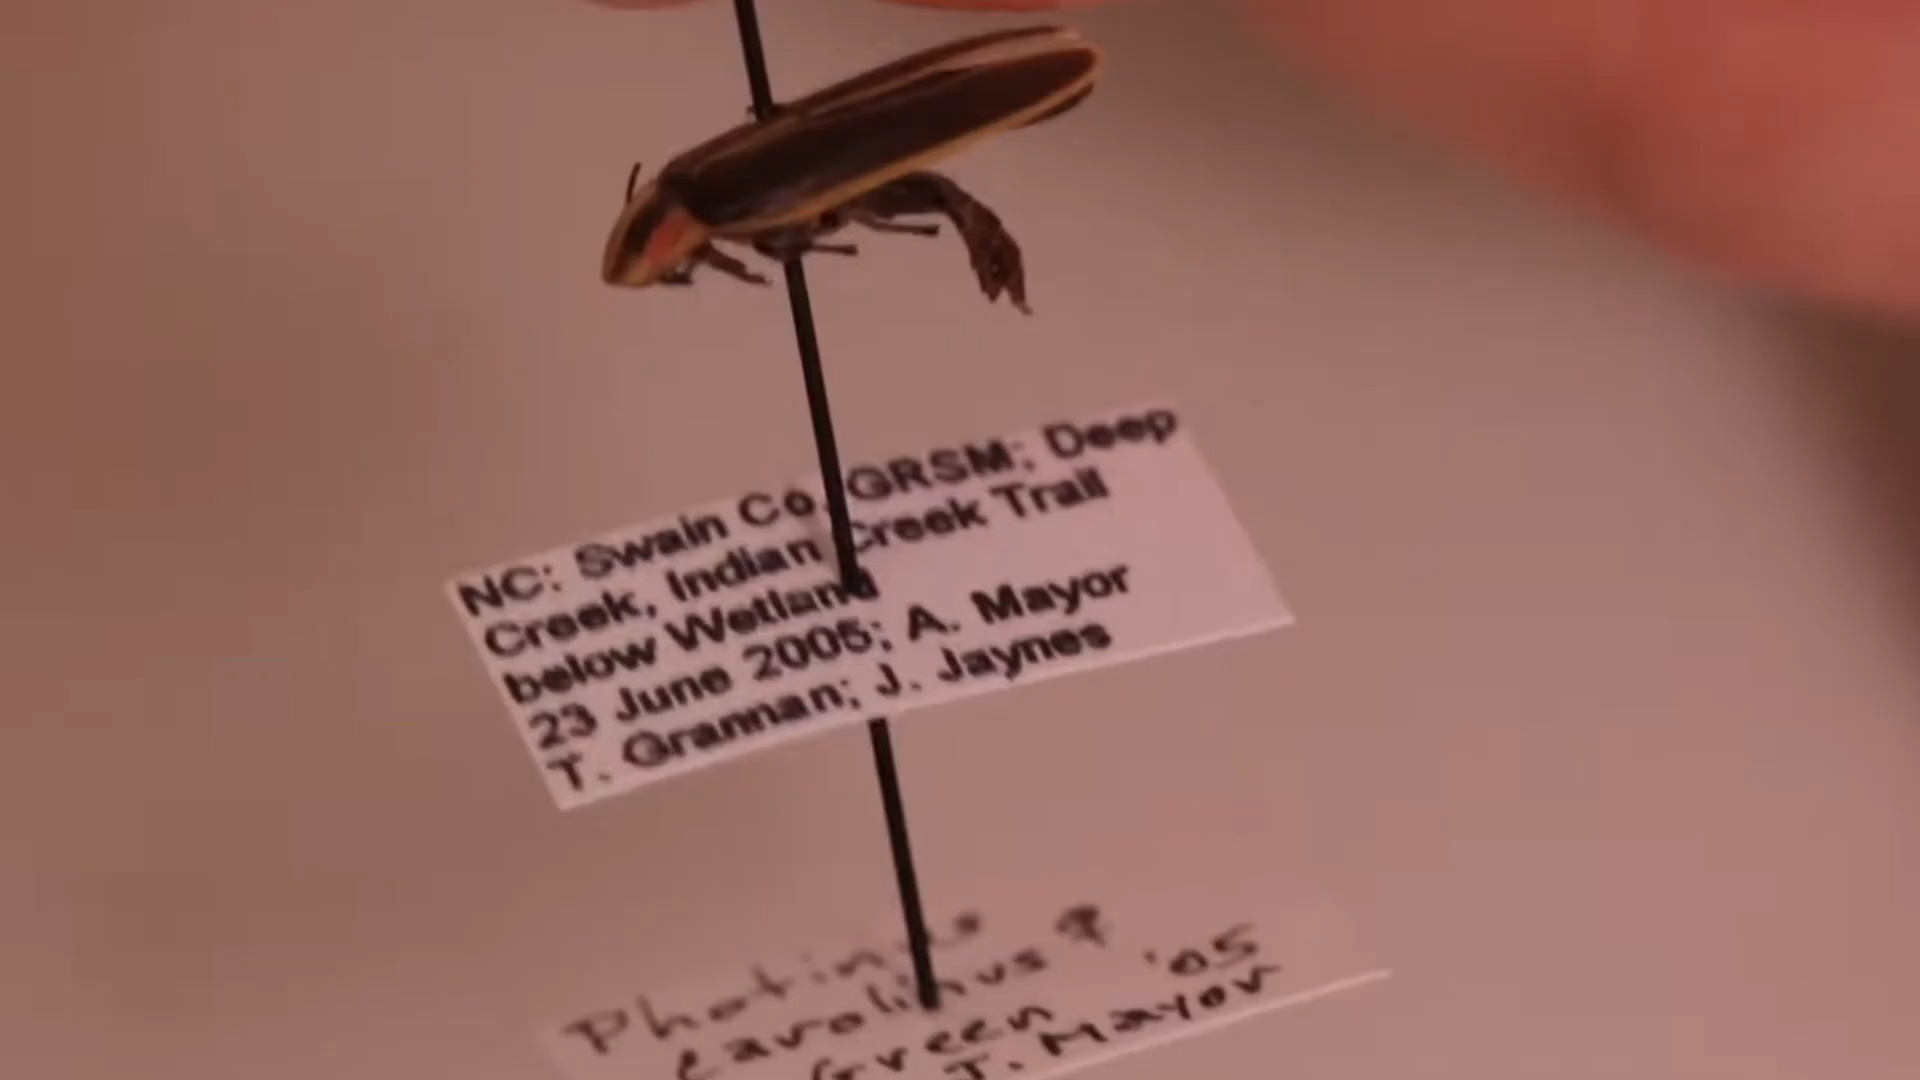 NC: Swain Co. GRSM; Deep
Creek, Indian Creek Trail
below Wetland
23 June 2005; A. Mayor
T. Grannan; J. Jaynes
Photinus
carolinus ♀
Green '05
J. Mayor